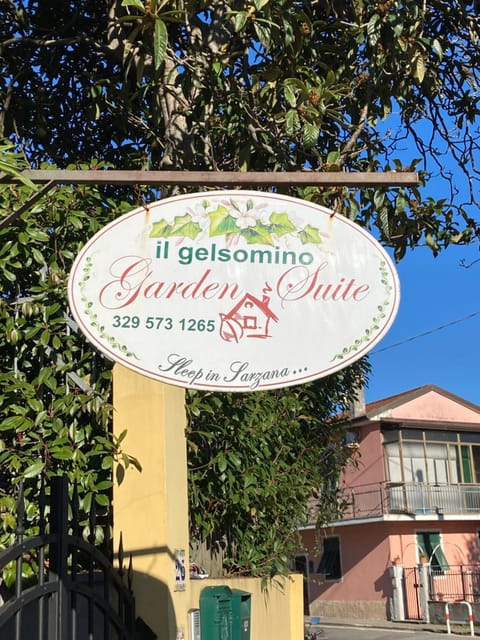 il gelsomino
Garden Suite
329 573 1265
Sleep in Sarzana...